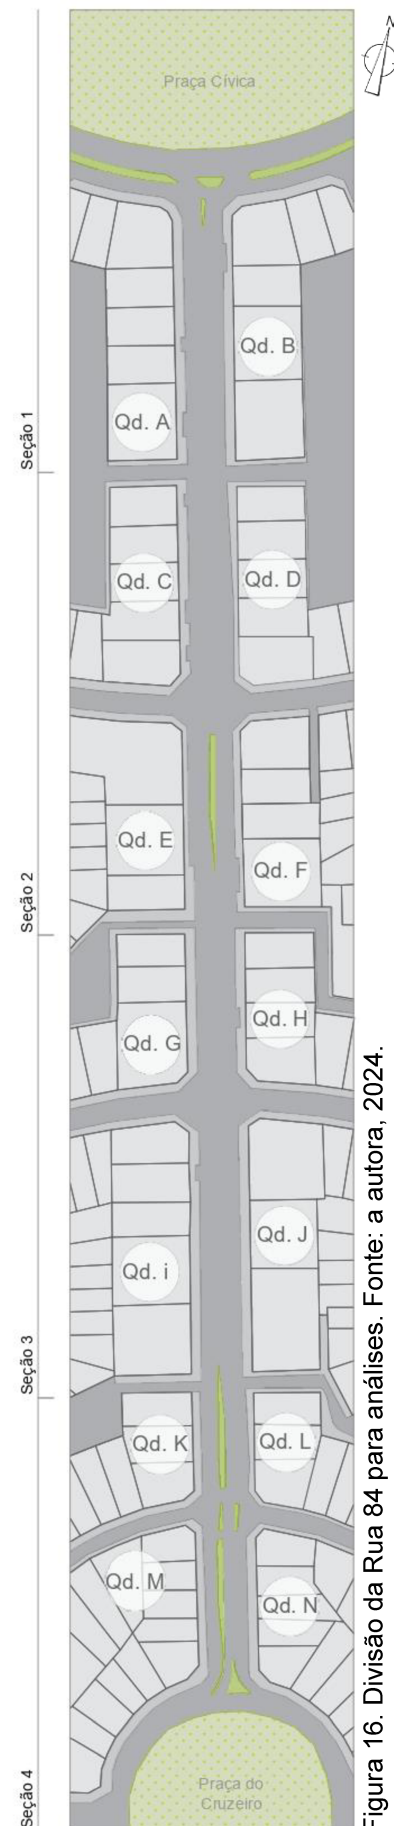 Praça Cívica
Qd. B
Qd. A
Seção 1
Qd. C
Qd. D
Qd. E
Qd. F
Seção 2
Qd. H
Qd. G
Qd. J
Qd. i
Seção 3
Qd. K
Qd. L
Qd. M
Qd. N
Praça do
Cruzeiro
Seção 4
Figura 16. Divisão da Rua 84 para análises. Fonte: a autora, 2024.